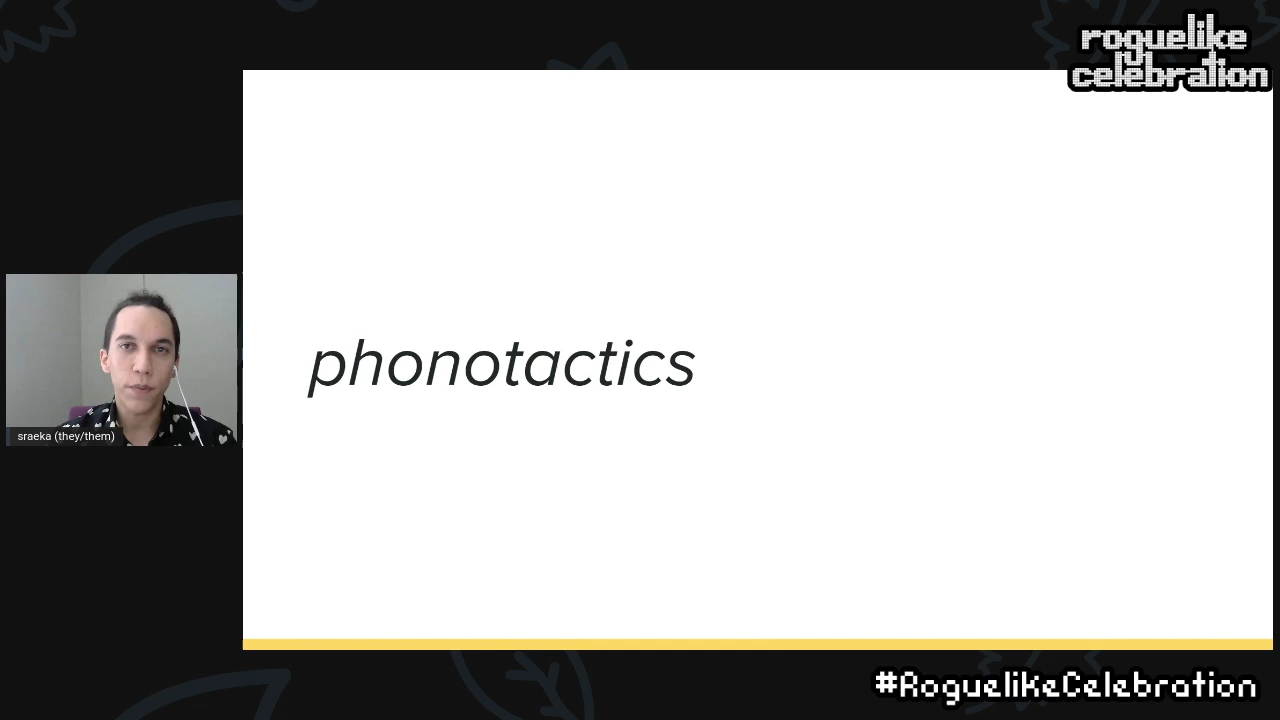 roguelike
celebration
phonotactics
sraeka (they/them)
#RoguelikeCelebration